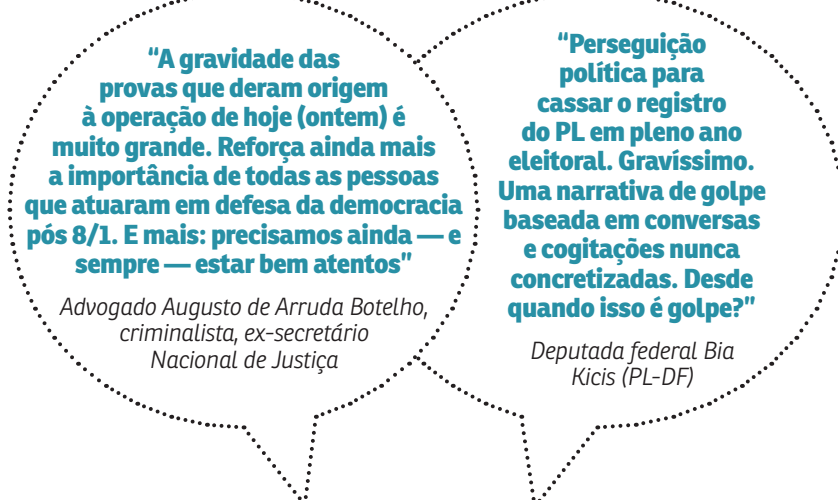 “A gravidade das
provas que deram origem
à operação de hoje (ontem) é
muito grande. Reforça ainda mais
a importância de todas as pessoas
que atuaram em defesa da democracia
pós 8/1. E mais: precisamos ainda — e
sempre — estar bem atentos”
Advogado Augusto de Arruda Botelho,
criminalista, ex-secretário
Nacional de Justiça
“Perseguição
política para
cassar o registro
do PL em pleno ano
eleitoral. Gravíssimo.
Uma narrativa de golpe
baseada em conversas
e cogitações nunca
concretizadas. Desde
quando isso é golpe?”
Deputada federal Bia
Kicis (PL-DF)